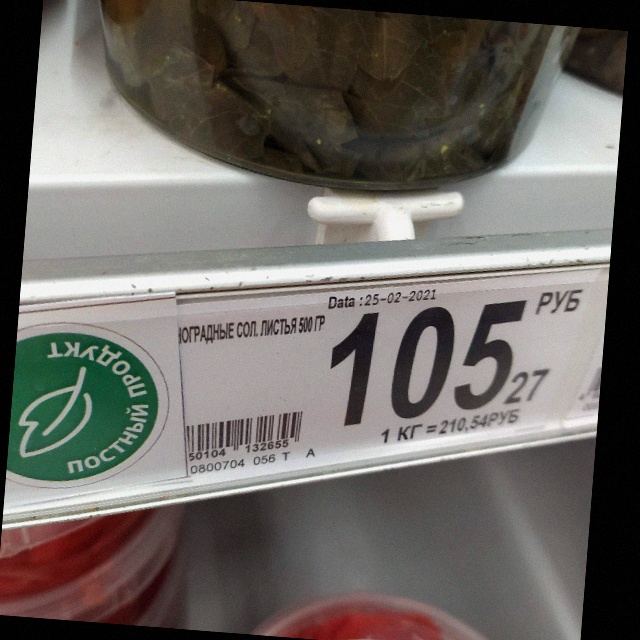 Data : 25-02-2021
СОЛ. ЛИСТЬЯ 500 ГР
105 27 РУБ
1 КГ = 210,54РУБ
50104 132655
0800704 056 T A
ПОСТНЫЙ ПРОДУКТ